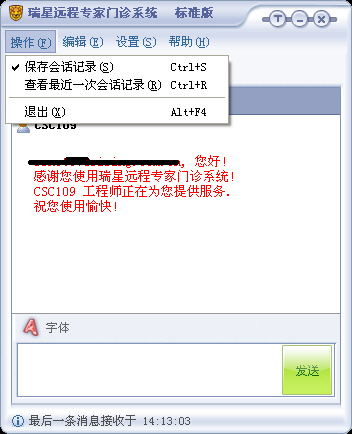 瑞星远程专家门诊系统 标准版
操作(F) 编辑(E) 设置(S) 帮助(H)
保存会话记录(S) Ctrl+S
查看最近一次会话记录(R) Ctrl+R
退出(X) Alt+F4
CSC109
，您好！
感谢您使用瑞星远程专家门诊系统！
CSC109 工程师正在为您提供服务.
祝您使用愉快！
字体
发送
最后一条消息接收于 14:13:03